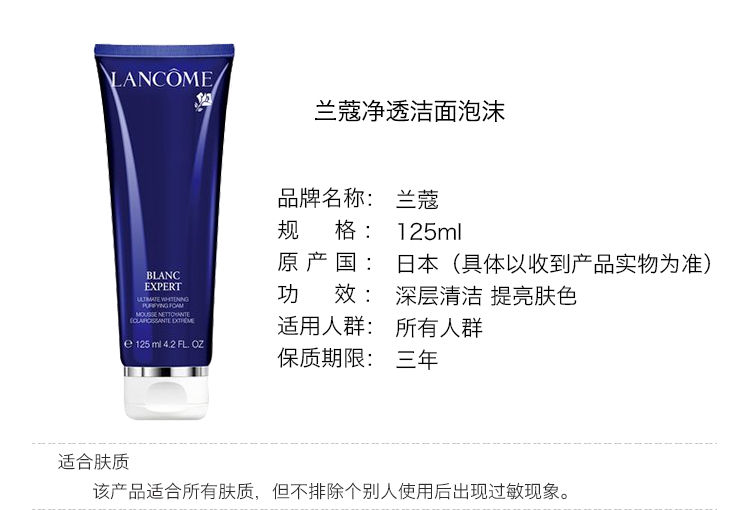 LANCÔME
BLANC
EXPERT
ULTIMATE WHITENING
PURIFYING FOAM
MOUSSE NETTOYANTE
ÉCLAIRCISSANTE EXTRÊME
℮ 125 ml 4.2 FL. OZ
兰蔻净透洁面泡沫
品牌名称： 兰蔻
规 格： 125ml
原产国： 日本（具体以收到产品实物为准）
功 效： 深层清洁 提亮肤色
适用人群： 所有人群
保质期限： 三年
适合肤质
该产品适合所有肤质，但不排除个别人使用后出现过敏现象。